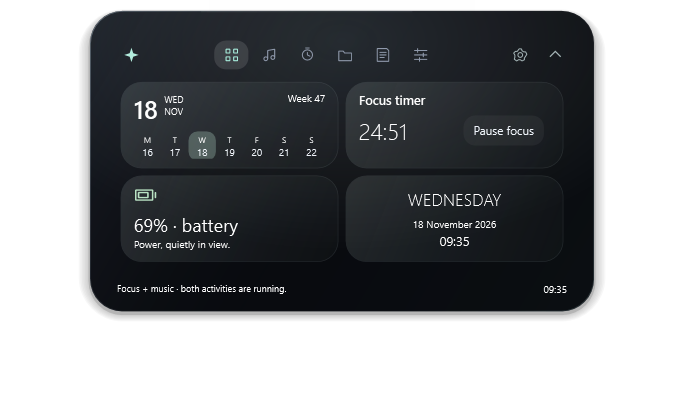 18
WED
NOV
Week 47
M T W T F S S
16 17 18 19 20 21 22
Focus timer
24:51
Pause focus
69% · battery
Power, quietly in view.
WEDNESDAY
18 November 2026
09:35
Focus + music · both activities are running.
09:35